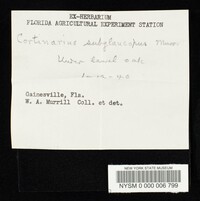 EX-HERBARIUM
FLORIDA AGRICULTURAL EXPERIMENT STATION
Cortinarius Murr.
Under laurel oak
Gainesville, Fla.
W. A. Murrill Coll. et det.
NEW YORK STATE MUSEUM
NYSM 0 000 006 799